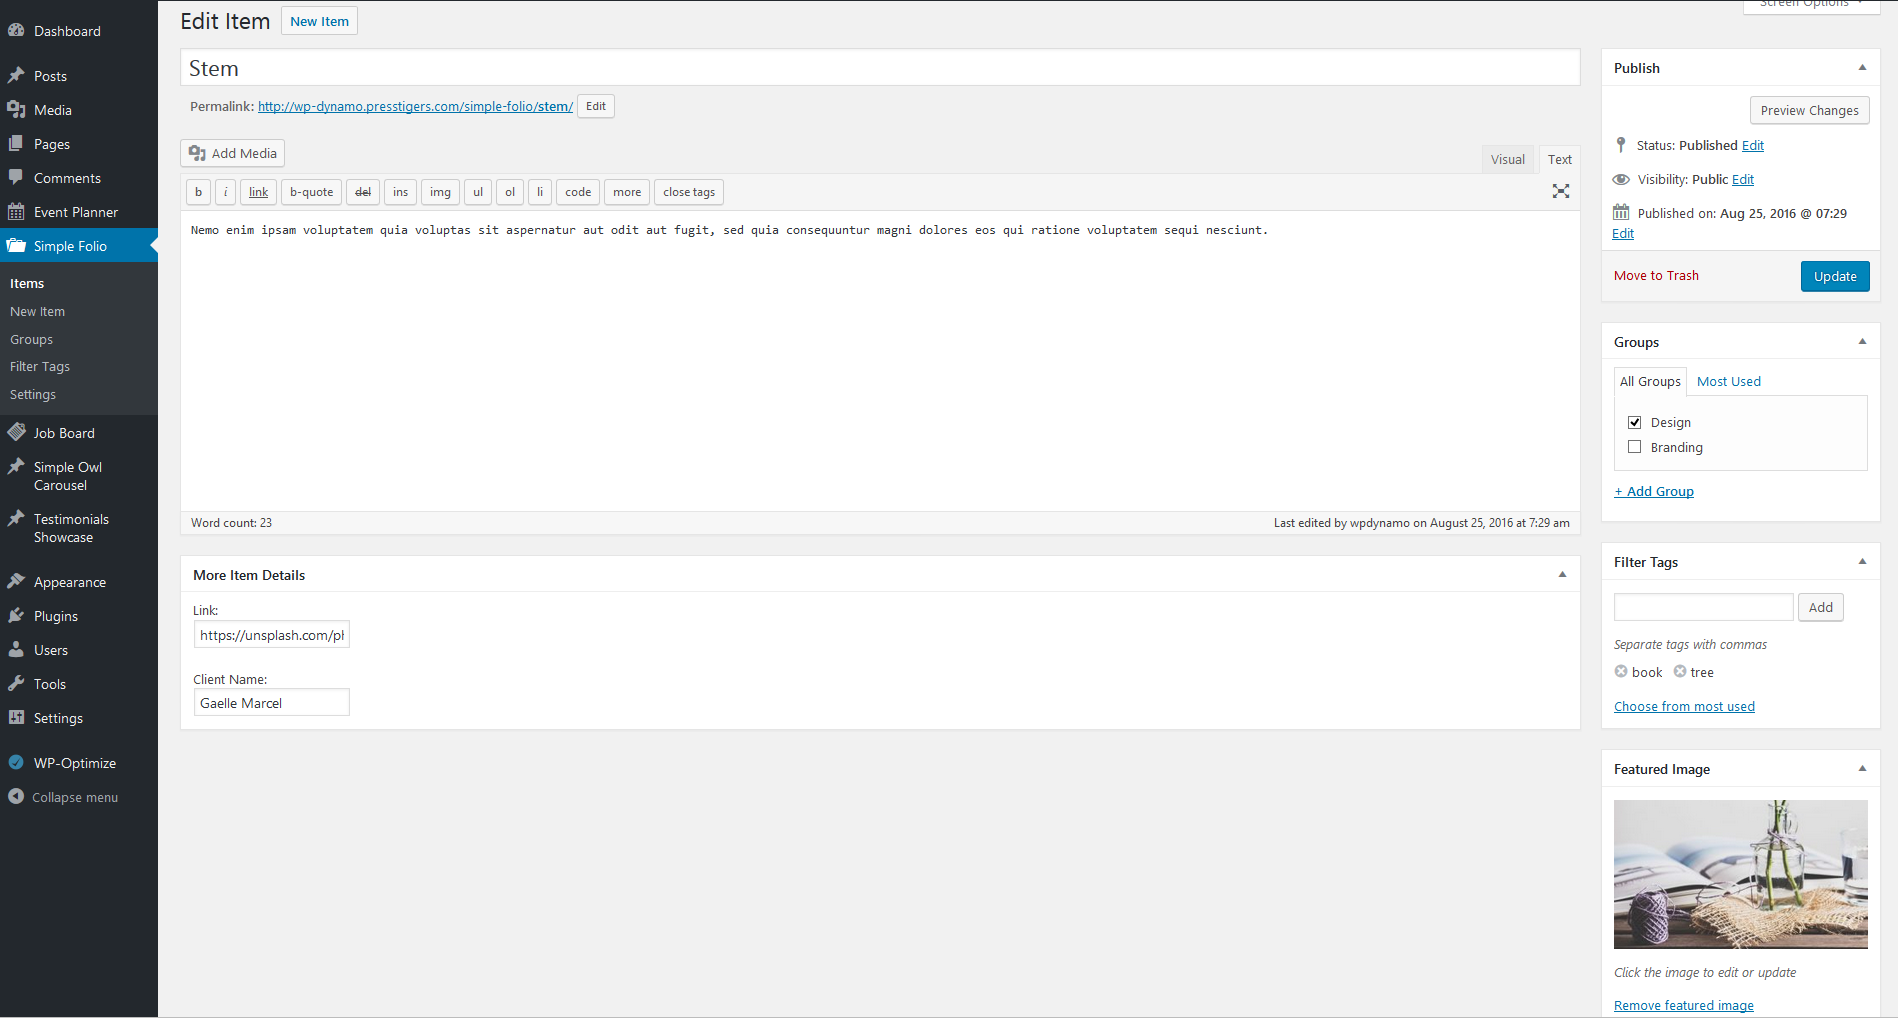 Dashboard
Posts
Media
Pages
Comments
Event Planner
Simple Folio
Items
New Item
Groups
Filter Tags
Settings
Job Board
Simple Owl
Carousel
Testimonials
Showcase
Appearance
Plugins
Users
Tools
Settings
WP-Optimize
Collapse menu
Screen Options
Edit Item New Item
Stem
Permalink: http://wp-dynamo.presstigers.com/simple-folio/stem/ Edit
Add Media
Visual Text
b i link b-quote del ins img ul ol li code more close tags
Nemo enim ipsam voluptatem quia voluptas sit aspernatur aut odit aut fugit, sed quia consequuntur magni dolores eos qui ratione voluptatem sequi nesciunt.
Word count: 23 Last edited by wpdynamo on August 25, 2016 at 7:29 am
More Item Details
Link:
https://unsplash.com/pl
Client Name:
Gaelle Marcel
Publish
Preview Changes
Status: Published Edit
Visibility: Public Edit
Published on: Aug 25, 2016 @ 07:29
Edit
Move to Trash Update
Groups
All Groups Most Used
Design
Branding
+ Add Group
Filter Tags
Add
Separate tags with commas
book tree
Choose from most used
Featured Image
Click the image to edit or update
Remove featured image